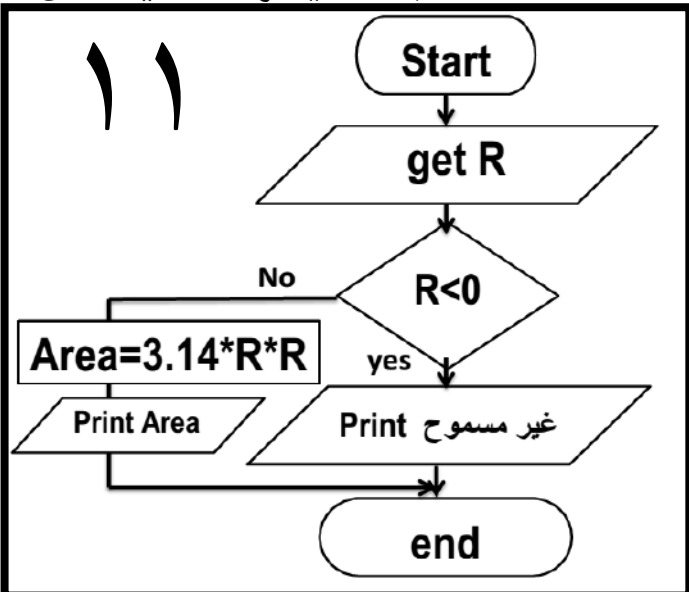 ١١
Start
get R
R<0
No
yes
Area=3.14*R*R
Print Area
Print غير مسموح
end